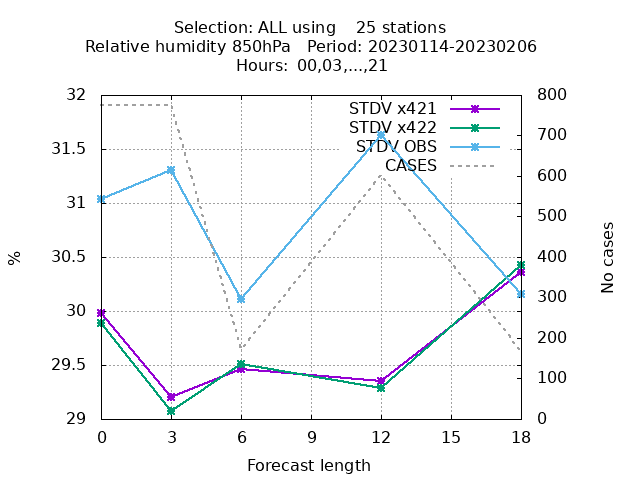 Selection: ALL using    25 stations
Relative humidity 850hPa   Period: 20230114-20230206
Hours:  00,03,...,21
32
31.5
31
30.5
30
29.5
29
800
700
600
500
400
300
200
100
0
STDV x421
STDV x422
STDV OBS
CASES
%
No cases
0 3 6 9 12 15 18
Forecast length